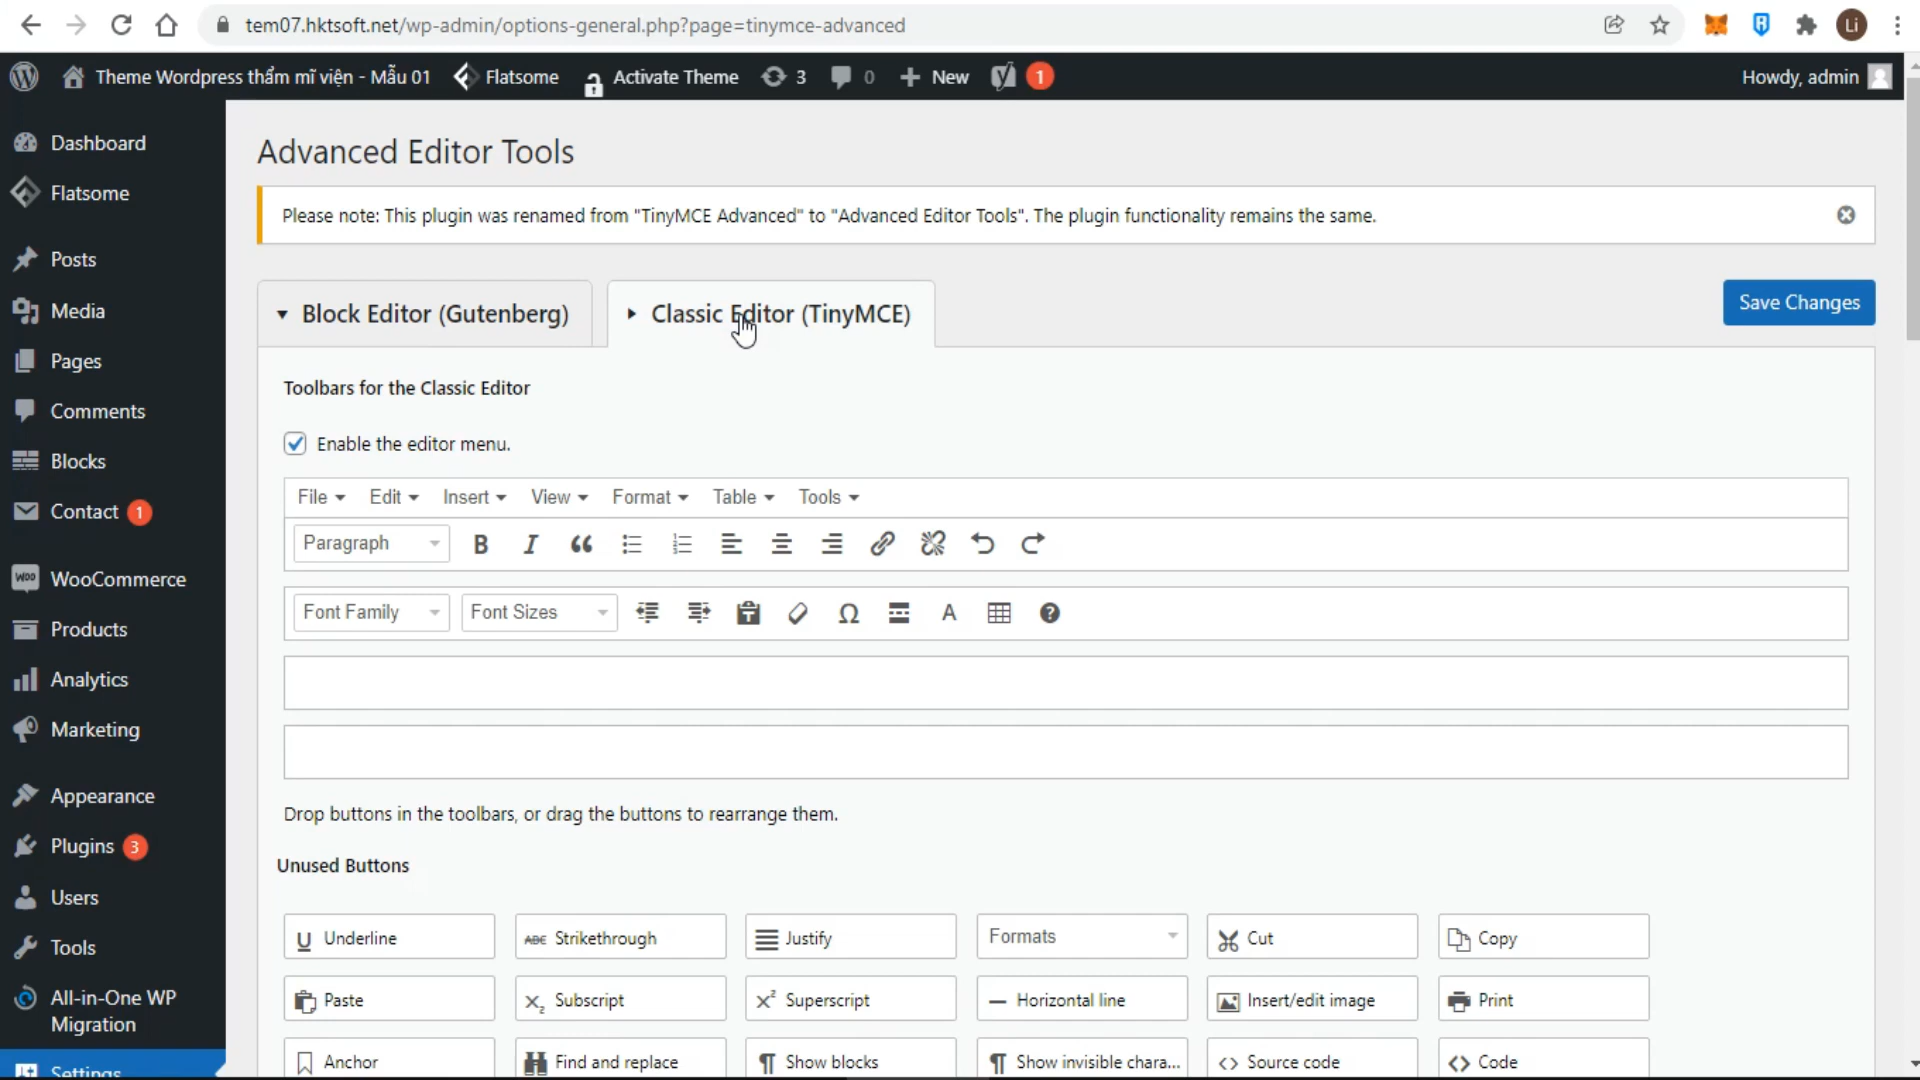 tem07.hktsoft.net/wp-admin/options-general.php?page=tinymce-advanced
Li
Theme Wordpress thẩm mĩ viện - Mẫu 01
Flatsome
Activate Theme
3
0
New
1
Howdy, admin
Dashboard
Flatsome
Posts
Media
Pages
Comments
Blocks
Contact 1
WooCommerce
Products
Analytics
Marketing
Appearance
Plugins 3
Users
Tools
All-in-One WP
Migration
Settings
Advanced Editor Tools
Please note: This plugin was renamed from "TinyMCE Advanced" to "Advanced Editor Tools". The plugin functionality remains the same.
Block Editor (Gutenberg)
Classic Editor (TinyMCE)
Save Changes
Toolbars for the Classic Editor
Enable the editor menu.
File Edit Insert View Format Table Tools
Paragraph
Font Family Font Sizes
Drop buttons in the toolbars, or drag the buttons to rearrange them.
Unused Buttons
Underline Strikethrough Justify Formats Cut Copy
Paste Subscript Superscript Horizontal line Insert/edit image Print
Anchor Find and replace Show blocks Show invisible chara... Source code Code